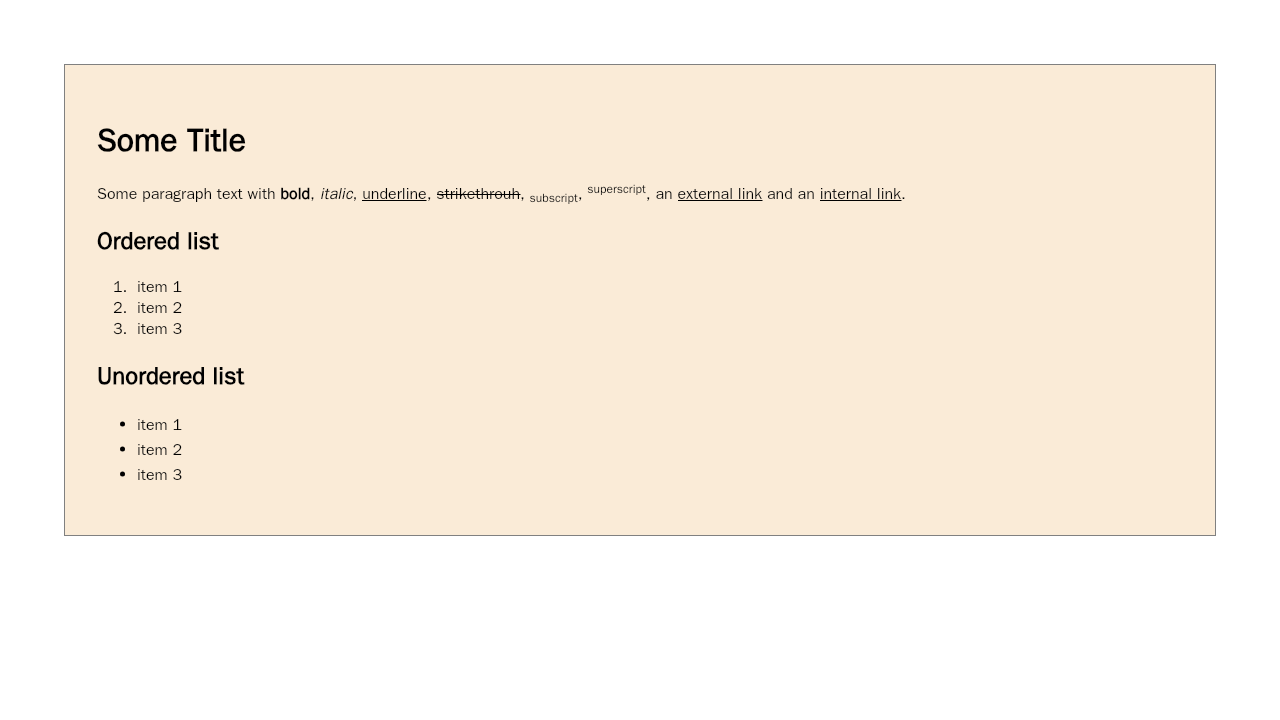 Some Title
Some paragraph text with bold, italic, underline, strikethrouh, subscript, superscript, an external link and an internal link.
Ordered list
1. item 1
2. item 2
3. item 3
Unordered list
• item 1
• item 2
• item 3